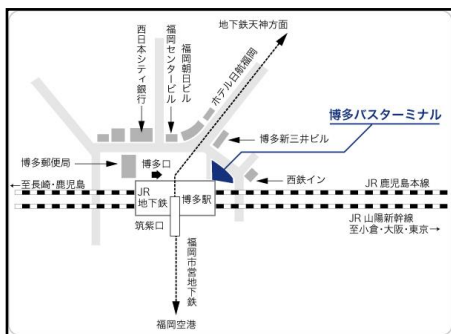 地下鉄天神方面
西日本シティ銀行
福岡センタービル
福岡朝日ビル
ホテル日航福岡
博多バスターミナル
博多新三井ビル
博多郵便局
博多口
西鉄イン
←至長崎・鹿児島
JR
地下鉄
博多駅
JR 鹿児島本線
筑紫口
JR 山陽新幹線
至小倉・大阪・東京→
福岡市営地下鉄
福岡空港